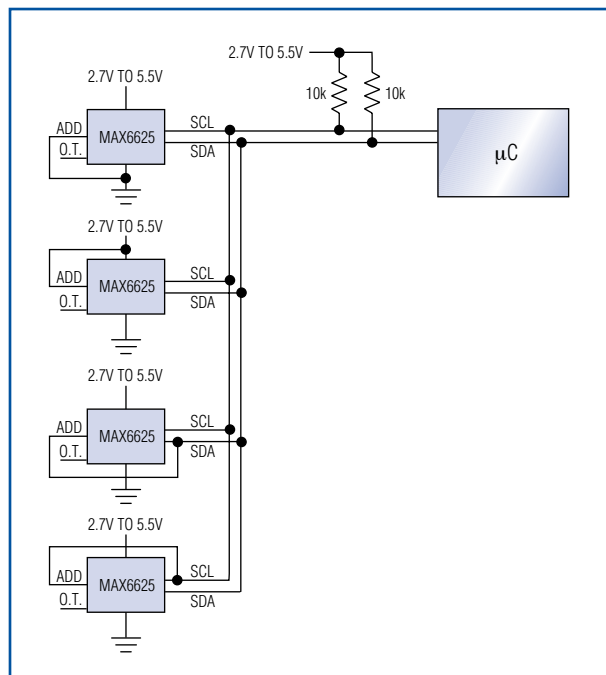 2.7V TO 5.5V
10k
10k
μC
2.7V TO 5.5V
ADD
O.T.
MAX6625
SCL
SDA
2.7V TO 5.5V
ADD
O.T.
MAX6625
SCL
SDA
2.7V TO 5.5V
ADD
O.T.
MAX6625
SCL
SDA
2.7V TO 5.5V
ADD
O.T.
MAX6625
SCL
SDA